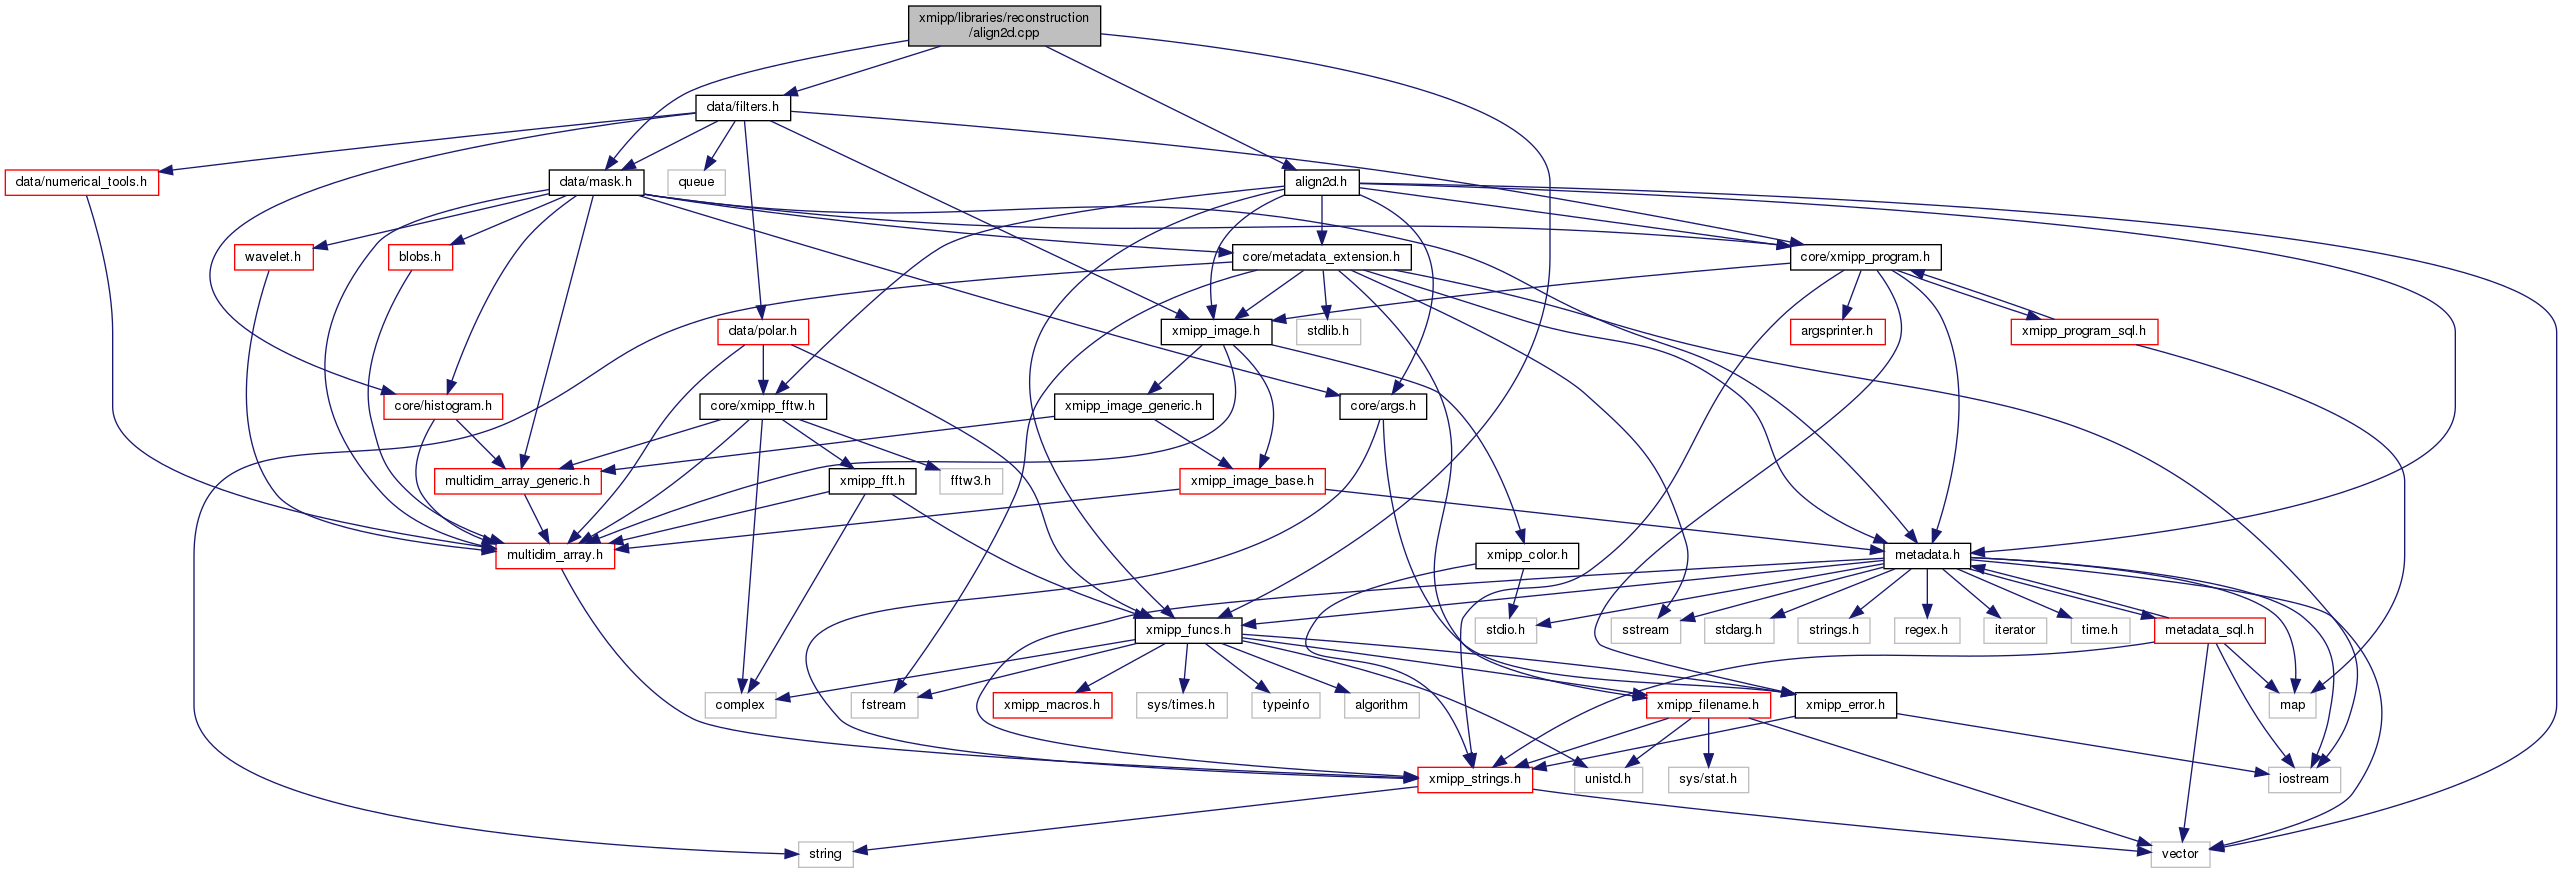 xmipp/libraries/reconstruction
/align2d.cpp
data/filters.h
data/numerical_tools.h
data/mask.h
queue
align2d.h
wavelet.h
blobs.h
core/metadata_extension.h
core/xmipp_program.h
data/polar.h
xmipp_image.h
stdlib.h
argsprinter.h
xmipp_program_sql.h
core/histogram.h
core/xmipp_fftw.h
xmipp_image_generic.h
core/args.h
multidim_array_generic.h
xmipp_fft.h
fftw3.h
xmipp_image_base.h
multidim_array.h
xmipp_color.h
metadata.h
xmipp_funcs.h
stdio.h
sstream
stdarg.h
strings.h
regex.h
iterator
time.h
metadata_sql.h
complex
fstream
xmipp_macros.h
sys/times.h
typeinfo
algorithm
xmipp_filename.h
xmipp_error.h
map
xmipp_strings.h
unistd.h
sys/stat.h
iostream
string
vector